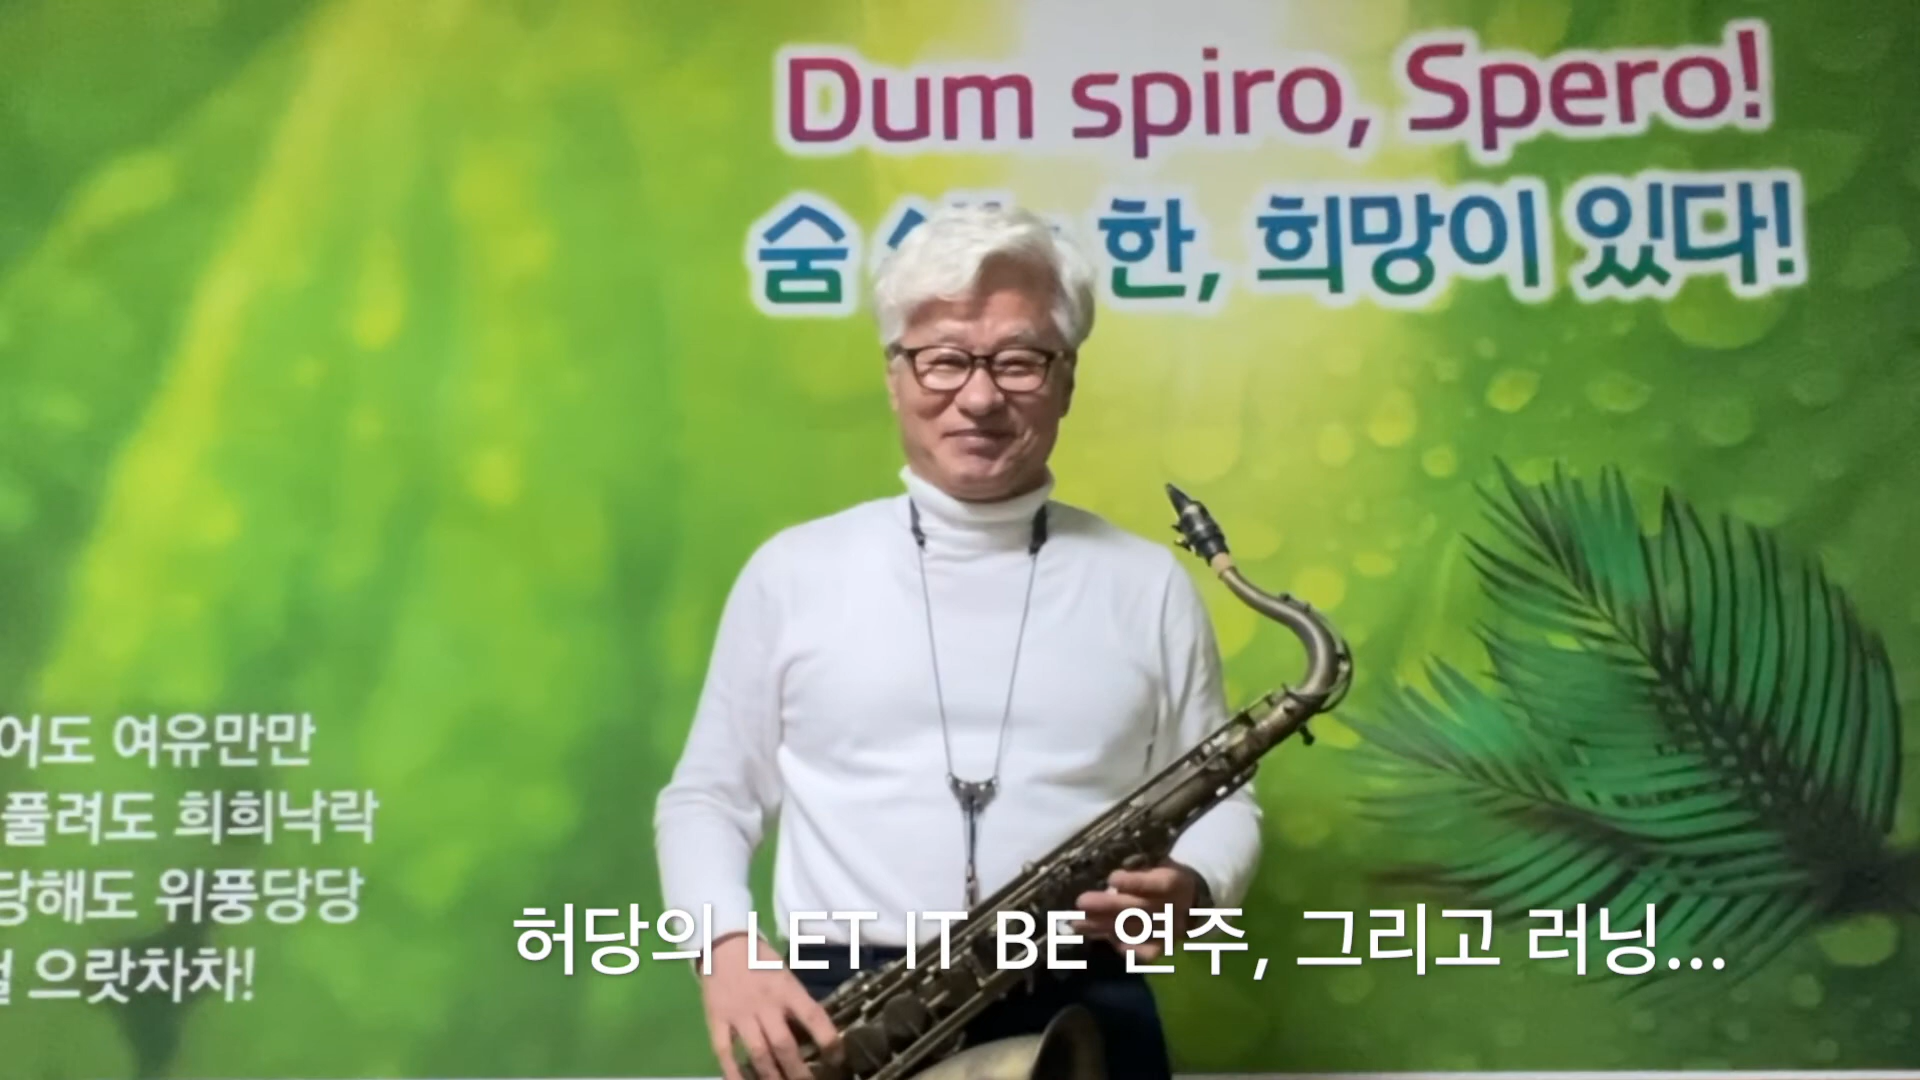 Dum spiro, Spero!
숨 한, 희망이 있다!
어도 여유만만
풀려도 희희낙락
당해도 위풍당당
으랏차차!
허당의 LET IT BE 연주, 그리고 러닝...